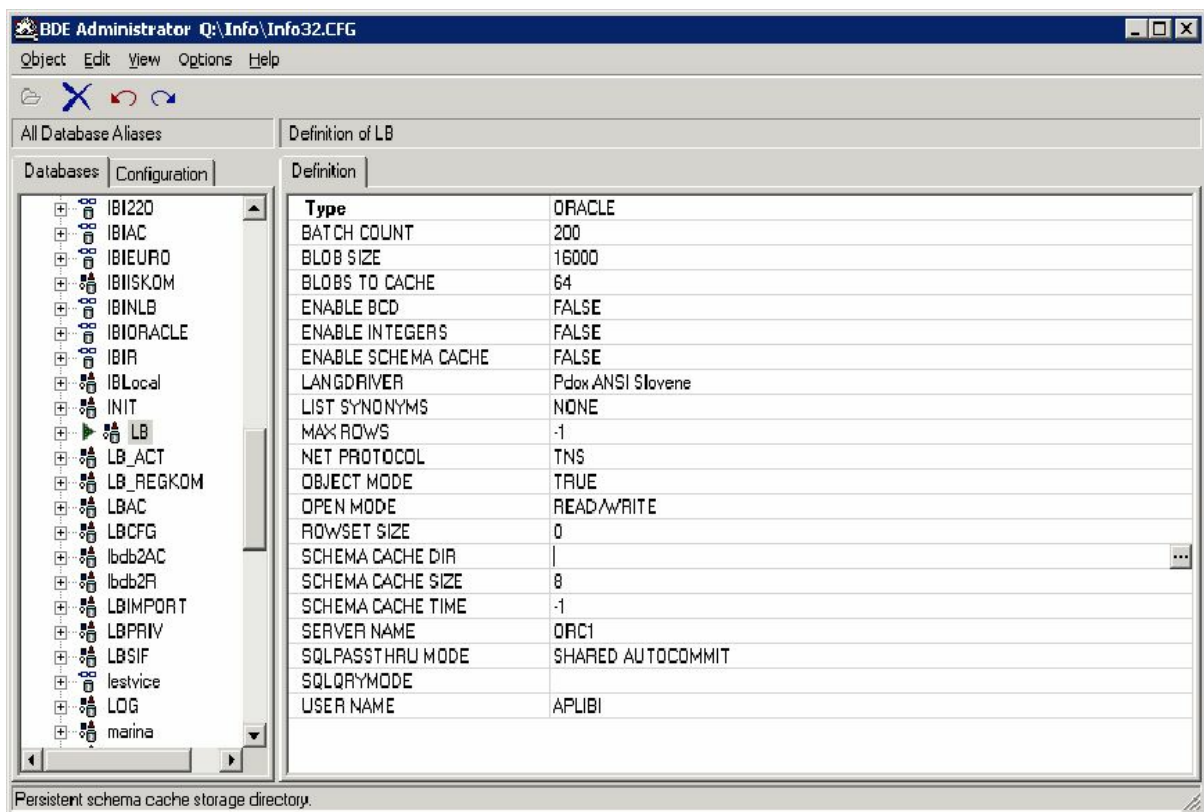 BDE Administrator Q:\Info\Info32.CFG
Object Edit View Options Help
All Database Aliases
Definition of LB
Databases Configuration
Definition
IBI220
IBIAC
IBIEURO
IBIISKOM
IBINLB
IBIORACLE
IBIR
IBLocal
INIT
LB
LB_ACT
LB_REGKOM
LBAC
LBCFG
lbdb2AC
lbdb2R
LBIMPORT
LBPRIV
LBSIF
lestvice
LOG
marina
Type ORACLE
BATCH COUNT 200
BLOB SIZE 16000
BLOBS TO CACHE 64
ENABLE BCD FALSE
ENABLE INTEGERS FALSE
ENABLE SCHEMA CACHE FALSE
LANGDRIVER Pdox ANSI Slovene
LIST SYNONYMS NONE
MAX ROWS -1
NET PROTOCOL TNS
OBJECT MODE TRUE
OPEN MODE READ/WRITE
ROWSET SIZE 0
SCHEMA CACHE DIR
SCHEMA CACHE SIZE 8
SCHEMA CACHE TIME -1
SERVER NAME ORC1
SQLPASSTHRU MODE SHARED AUTOCOMMIT
SQLQRYMODE
USER NAME APLIBI
Persistent schema cache storage directory.